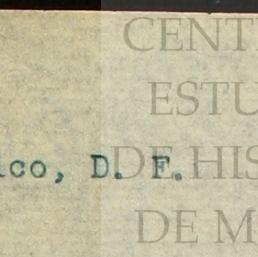 CENT
ESTU
ico, D. F.
DE HIS
DE M